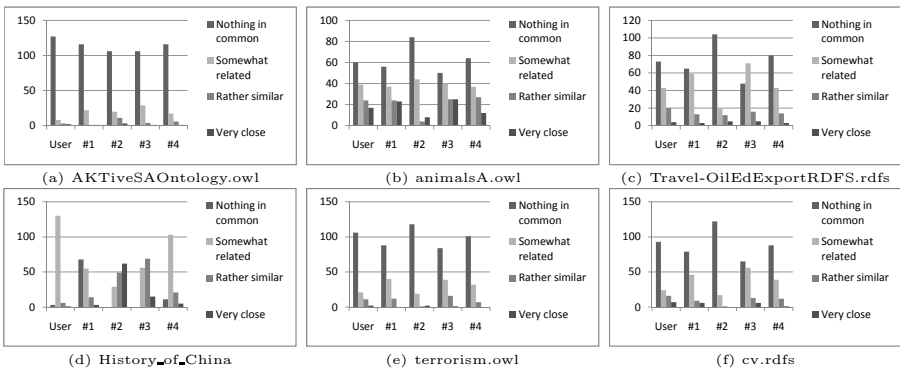 150
100
50
0
User #1 #2 #3 #4
Nothing in
common
Somewhat
related
Rather similar
Very close
(a) AKTiveSAOntology.owl
100
80
60
40
20
0
User #1 #2 #3 #4
Nothing in
common
Somewhat
related
Rather similar
Very close
(b) animalsA.owl
120
100
80
60
40
20
0
User #1 #2 #3 #4
Nothing in
common
Somewhat
related
Rather similar
Very close
(c) Travel-OilEdExportRDFS.rdfs
150
100
50
0
User #1 #2 #3 #4
Nothing in
common
Somewhat
related
Rather similar
Very close
(d) History_of_China
150
100
50
0
User #1 #2 #3 #4
Nothing in
common
Somewhat
related
Rather similar
Very close
(e) terrorism.owl
150
100
50
0
User #1 #2 #3 #4
Nothing in
common
Somewhat
related
Rather similar
Very close
(f) cv.rdfs